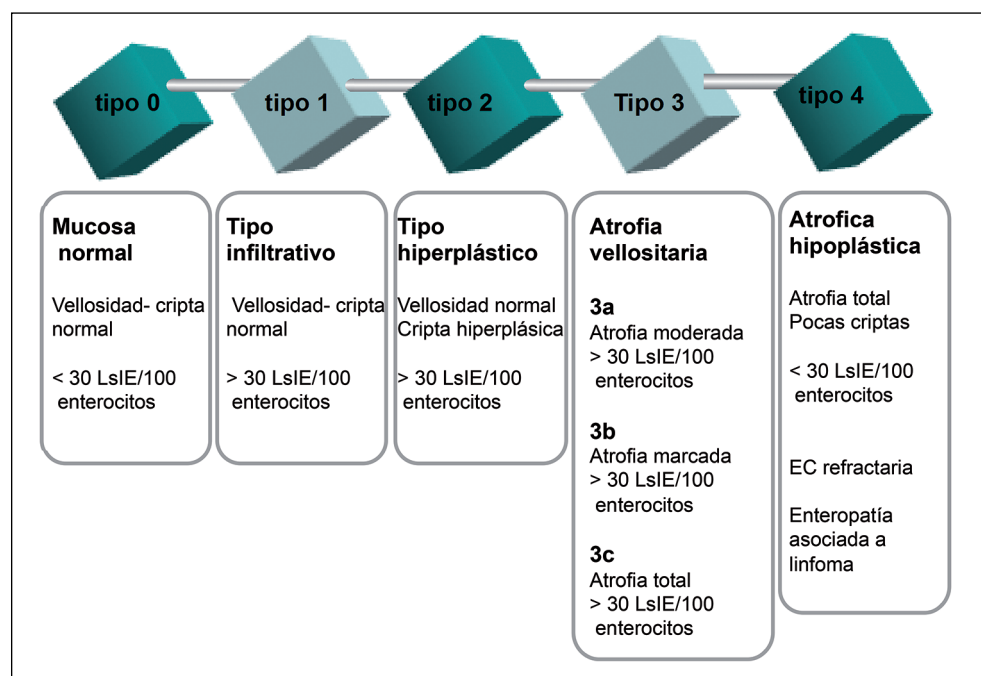 tipo 0
tipo 1
tipo 2
Tipo 3
tipo 4
Mucosa
normal
Vellosidad- cripta
normal
< 30 LsIE/100
enterocitos
Tipo
infiltrativo
Vellosidad- cripta
normal
> 30 LsIE/100
enterocitos
Tipo
hiperplástico
Vellosidad normal
Cripta hiperplásica
> 30 LsIE/100
enterocitos
Atrofia
vellositaria
3a
Atrofia moderada
> 30 LsIE/100
enterocitos
3b
Atrofia marcada
> 30 LsIE/100
enterocitos
3c
Atrofia total
> 30 LsIE/100
enterocitos
Atrofica
hipoplástica
Atrofia total
Pocas criptas
< 30 LsIE/100
enterocitos
EC refractaria
Enteropatía
asociada a
linfoma